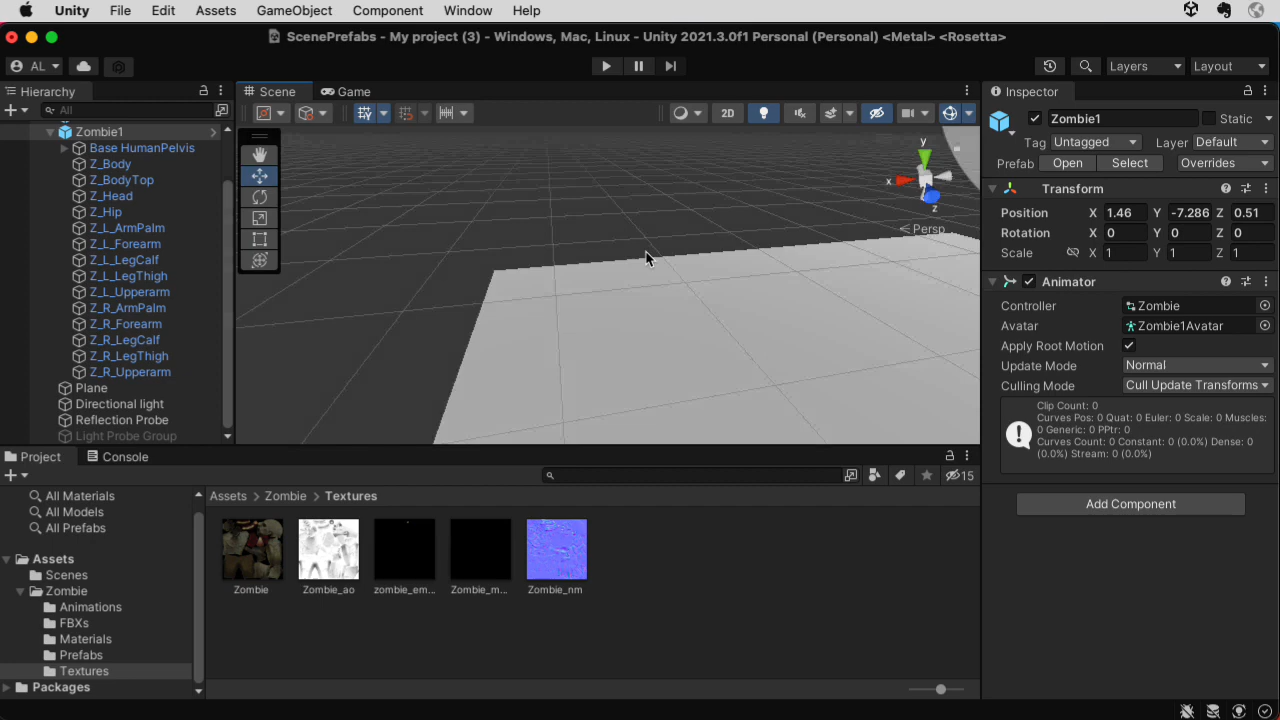 Unity File Edit Assets GameObject Component Window Help
ScenePrefabs - My project (3) - Windows, Mac, Linux - Unity 2021.3.0f1 Personal (Personal) <Metal> <Rosetta>
AL Layers Layout
Hierarchy
All
Zombie1
Base HumanPelvis
Z_Body
Z_BodyTop
Z_Head
Z_Hip
Z_L_ArmPalm
Z_L_Forearm
Z_L_LegCalf
Z_L_LegThigh
Z_L_Upperarm
Z_R_ArmPalm
Z_R_Forearm
Z_R_LegCalf
Z_R_LegThigh
Z_R_Upperarm
Plane
Directional light
Reflection Probe
Light Probe Group
Scene Game
2D
y
x
z
Persp
Inspector
Zombie1 Static
Tag Untagged Layer Default
Prefab Open Select Overrides
Transform
Position X 1.46 Y -7.286 Z 0.51
Rotation X 0 Y 0 Z 0
Scale X 1 Y 1 Z 1
Animator
Controller Zombie
Avatar Zombie1Avatar
Apply Root Motion
Update Mode Normal
Culling Mode Cull Update Transforms
Clip Count: 0
Curves Pos: 0 Quat: 0 Euler: 0 Scale: 0 Muscles:
0 Generic: 0 PPtr: 0
Curves Count: 0 Constant: 0 (0.0%) Dense: 0
(0.0%) Stream: 0 (0.0%)
Add Component
Project Console
15
All Materials
All Models
All Prefabs
Assets
Scenes
Zombie
Animations
FBXs
Materials
Prefabs
Textures
Packages
Assets > Zombie > Textures
Zombie Zombie_ao zombie_em... Zombie_m... Zombie_nm